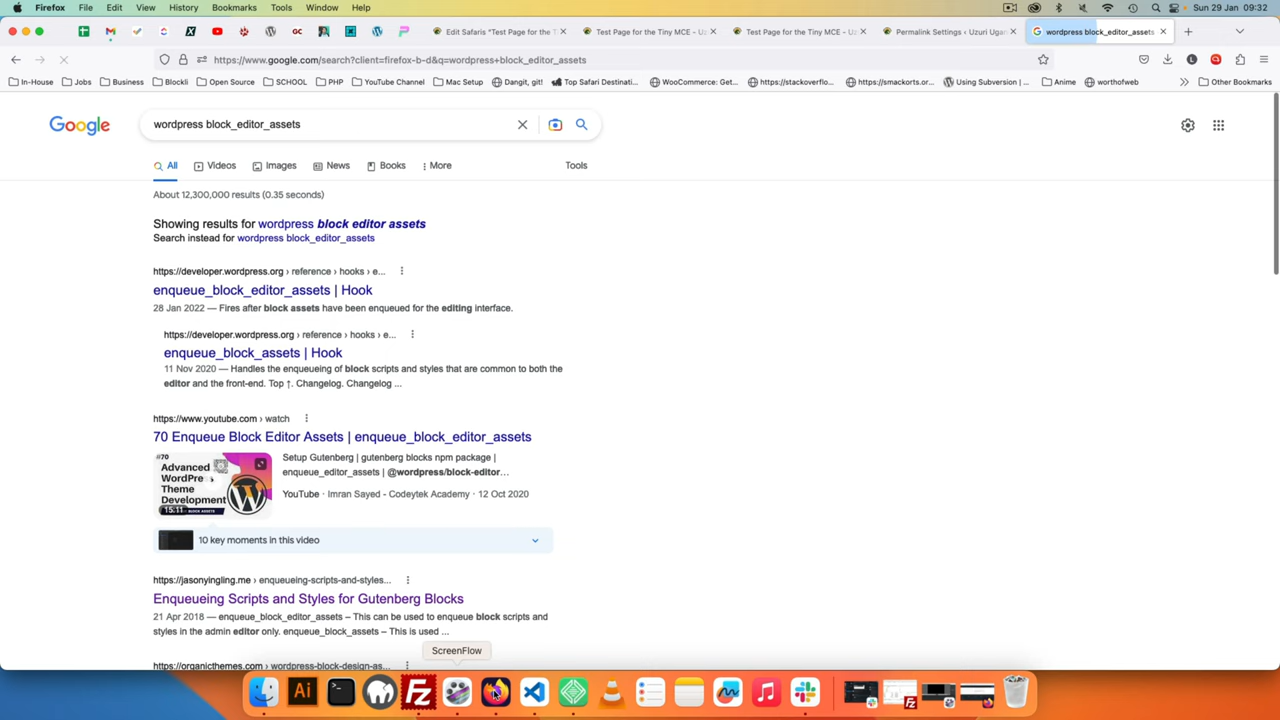 Firefox File Edit View History Bookmarks Tools Window Help Sun 29 Jan 09:32
Edit Safaris "Test Page for the T Test Page for the Tiny MCE - Uzu Test Page for the Tiny MCE - Uzu Permalink Settings ‹ Uzuri Ugan wordpress block_editor_assets
https://www.google.com/search?client=firefox-b-d&q=wordpress+block_editor_assets
In-House Jobs Business Blockli Open Source SCHOOL PHP YouTube Channel Mac Setup Dangit, git! Top Safari Destinati... WooCommerce: Get... https://stackoverflo... https://smackorts.or... Using Subversion | ... Anime worthofweb Other Bookmarks
Google wordpress block_editor_assets
All Videos Images News Books More Tools
About 12,300,000 results (0.35 seconds)
Showing results for wordpress block editor assets
Search instead for wordpress block_editor_assets
https://developer.wordpress.org › reference › hooks › e...
enqueue_block_editor_assets | Hook
28 Jan 2022 — Fires after block assets have been enqueued for the editing interface.
https://developer.wordpress.org › reference › hooks › e...
enqueue_block_assets | Hook
11 Nov 2020 — Handles the enqueueing of block scripts and styles that are common to both the
editor and the front-end. Top ↑. Changelog. Changelog ...
https://www.youtube.com › watch
70 Enqueue Block Editor Assets | enqueue_block_editor_assets
#70
Advanced
WordPre
Theme
Development
15:11
BLOCK ASSETS
Setup Gutenberg | gutenberg blocks npm package |
enqueue_block_editor_assets | @wordpress/block-editor...
YouTube · Imran Sayed - Codeytek Academy · 12 Oct 2020
10 key moments in this video
https://jasonyingling.me › enqueueing-scripts-and-styles...
Enqueueing Scripts and Styles for Gutenberg Blocks
21 Apr 2018 — enqueue_block_editor_assets – This can be used to enqueue block scripts and
styles in the admin editor only. enqueue_block_assets – This is used ...
https://organicthemes.com › wordpress-block-design-as...
ScreenFlow
Ai
Fz